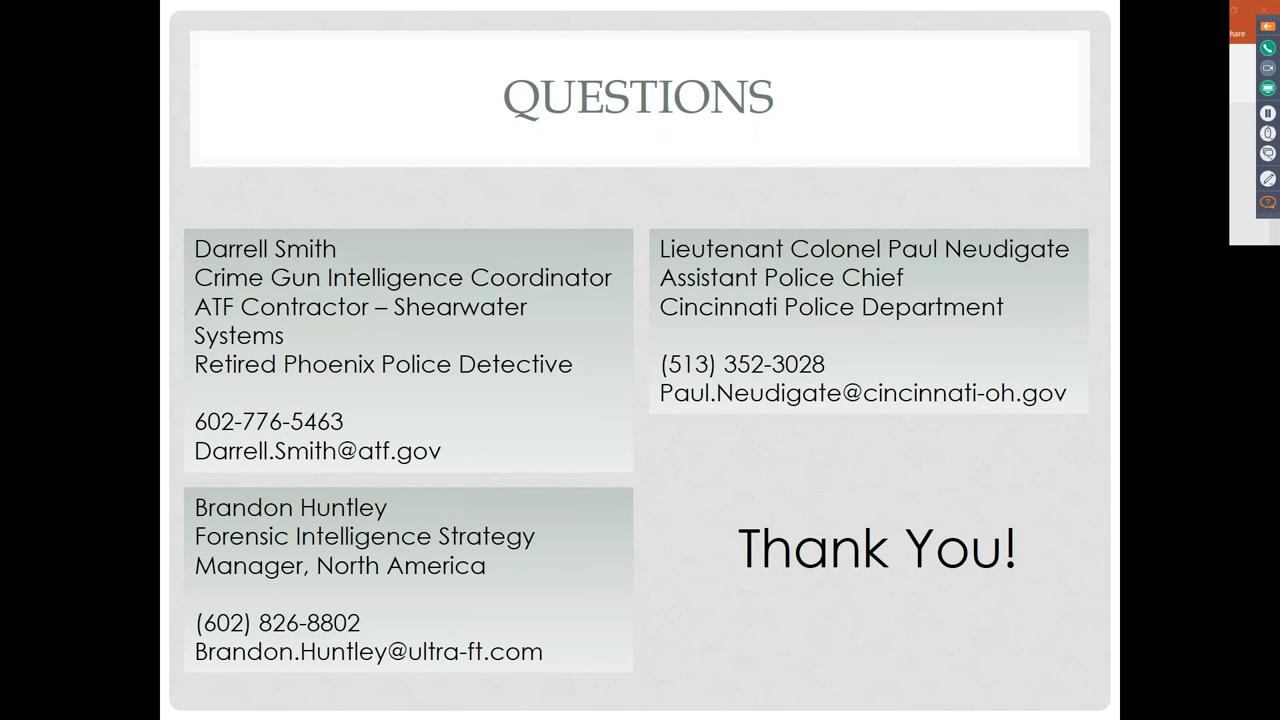 QUESTIONS
Darrell Smith
Crime Gun Intelligence Coordinator
ATF Contractor – Shearwater
Systems
Retired Phoenix Police Detective
602-776-5463
Darrell.Smith@atf.gov
Brandon Huntley
Forensic Intelligence Strategy
Manager, North America
(602) 826-8802
Brandon.Huntley@ultra-ft.com
Lieutenant Colonel Paul Neudigate
Assistant Police Chief
Cincinnati Police Department
(513) 352-3028
Paul.Neudigate@cincinnati-oh.gov
Thank You!
hare